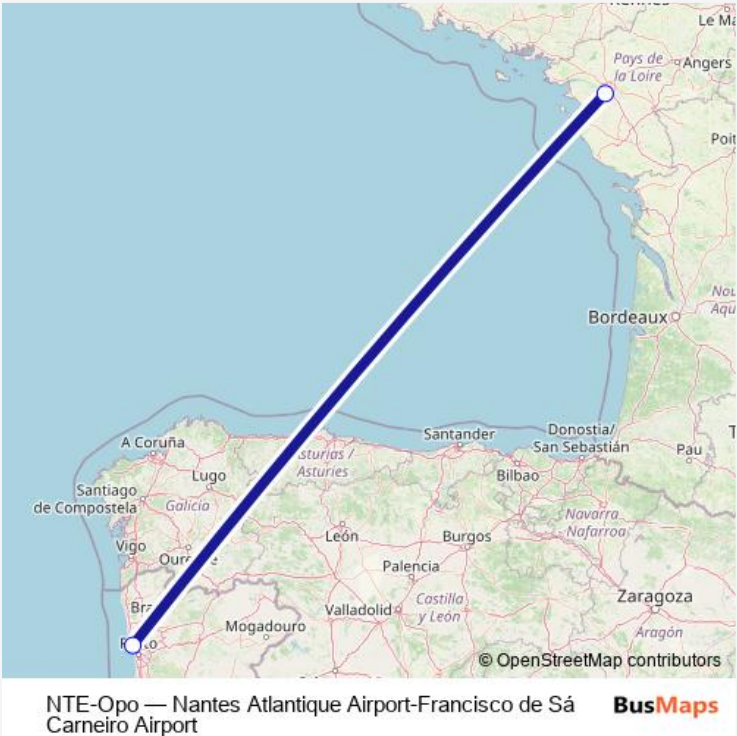 Le Ma
Pays de
la Loire
Angers
Poit
Bordeaux
Nou
Aqu
A Coruña
Santander
Donostia/
San Sebastián
Asturias /
Asturies
Lugo
Bilbao
Pau
T
Santiago
de Compostela
Galicia
León
Burgos
Navarra
Nafarroa
Vigo
Palencia
Bra
Valladolid
Castilla
y León
Zaragoza
Mogadouro
Aragón
© OpenStreetMap contributors
NTE-Opo — Nantes Atlantique Airport-Francisco de Sá
Carneiro Airport
BusMaps